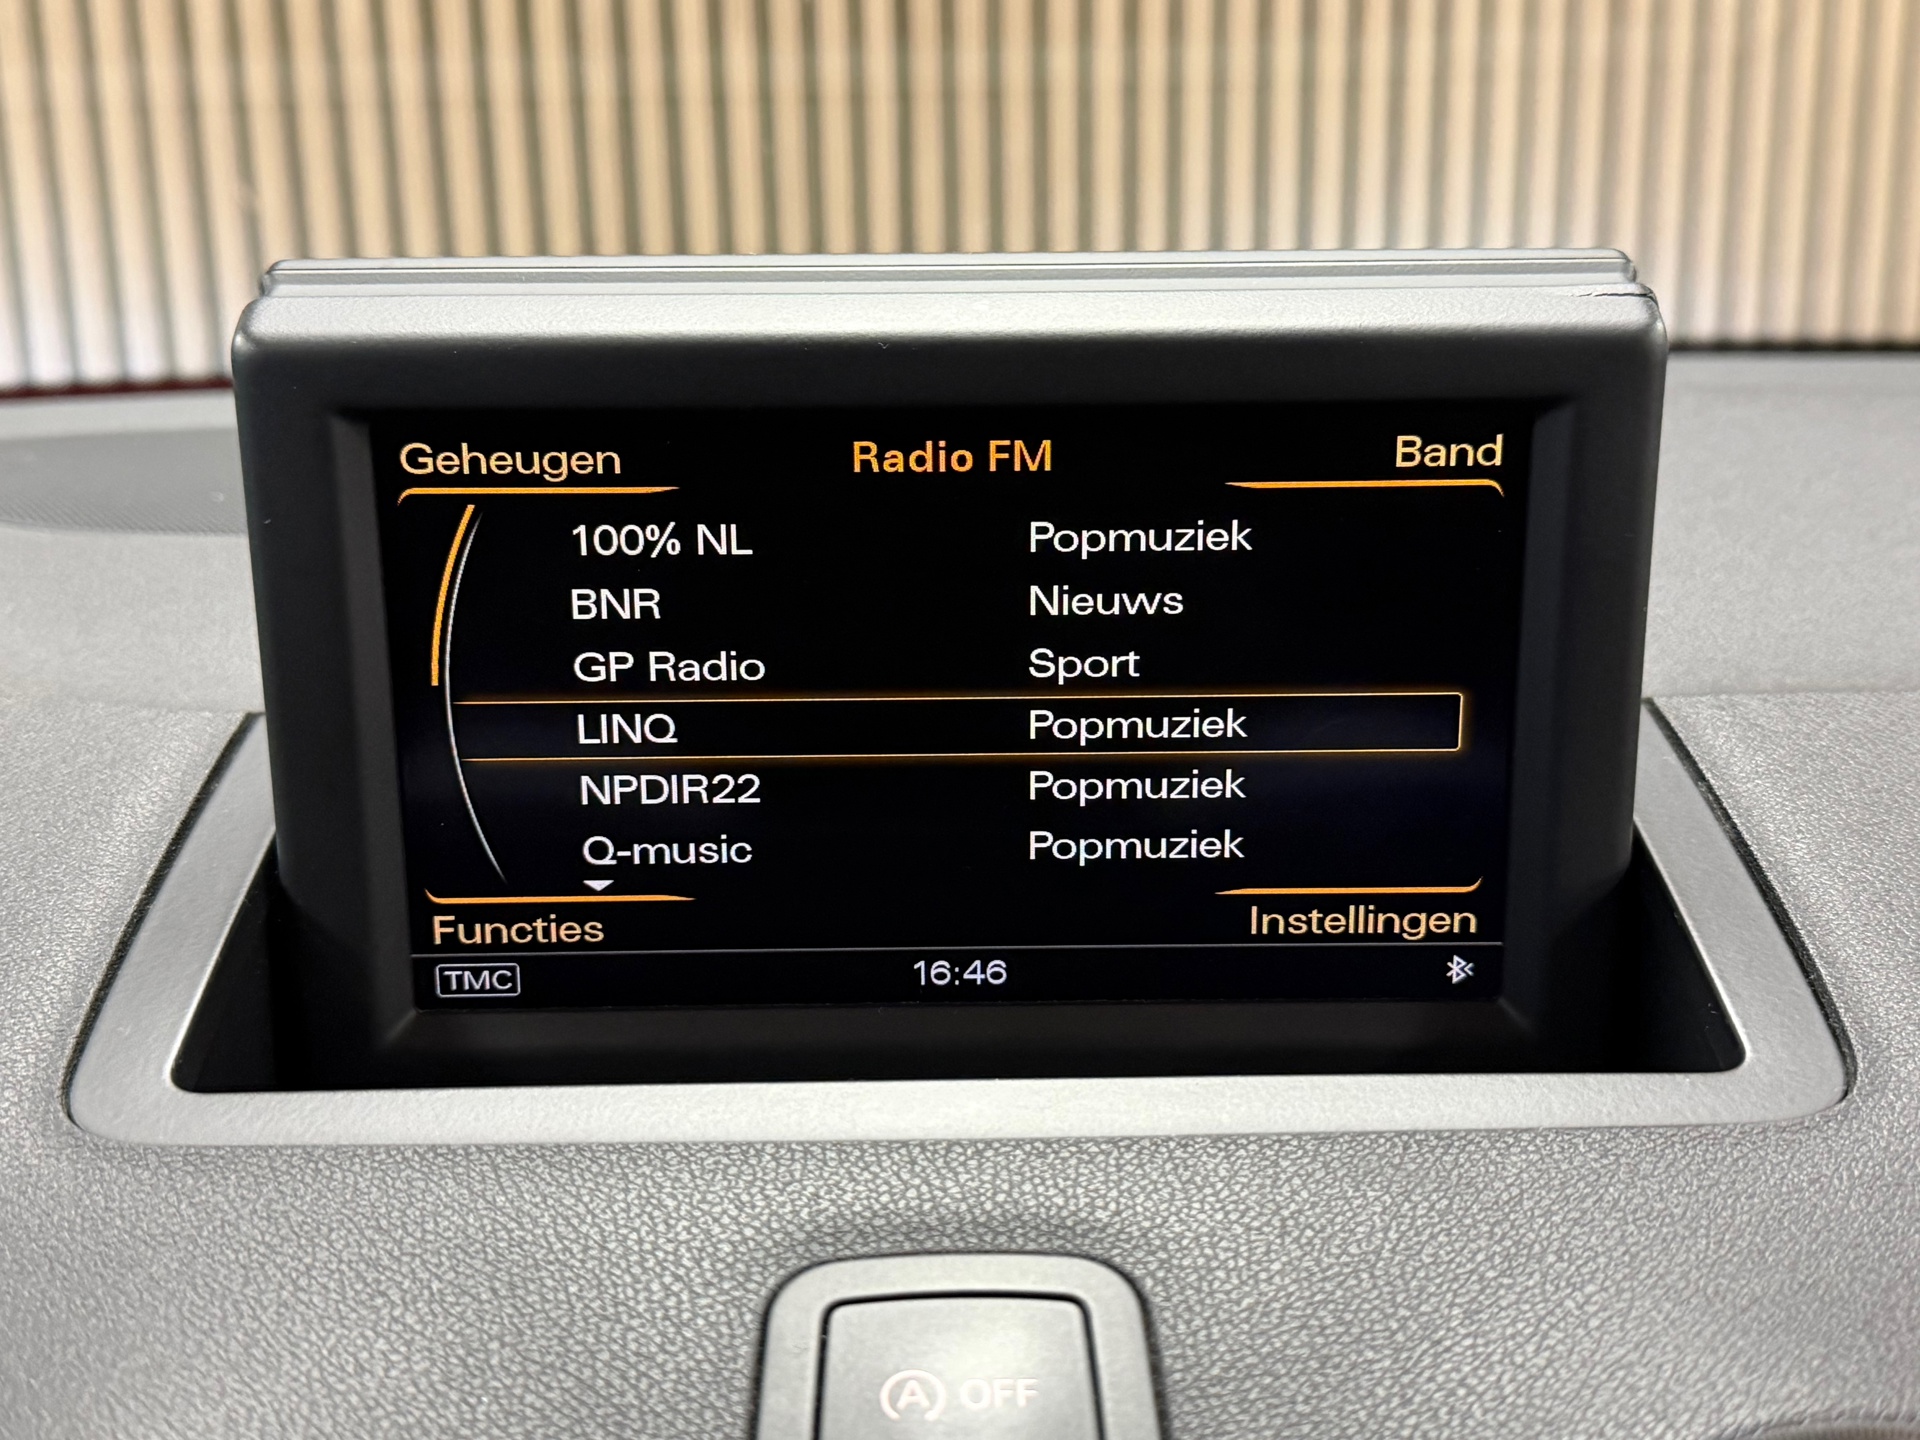 Geheugen Radio FM Band
100% NL Popmuziek
BNR Nieuws
GP Radio Sport
LINQ Popmuziek
NPDIR22 Popmuziek
Q-music Popmuziek
Functies Instellingen
TMC 16:46
A OFF